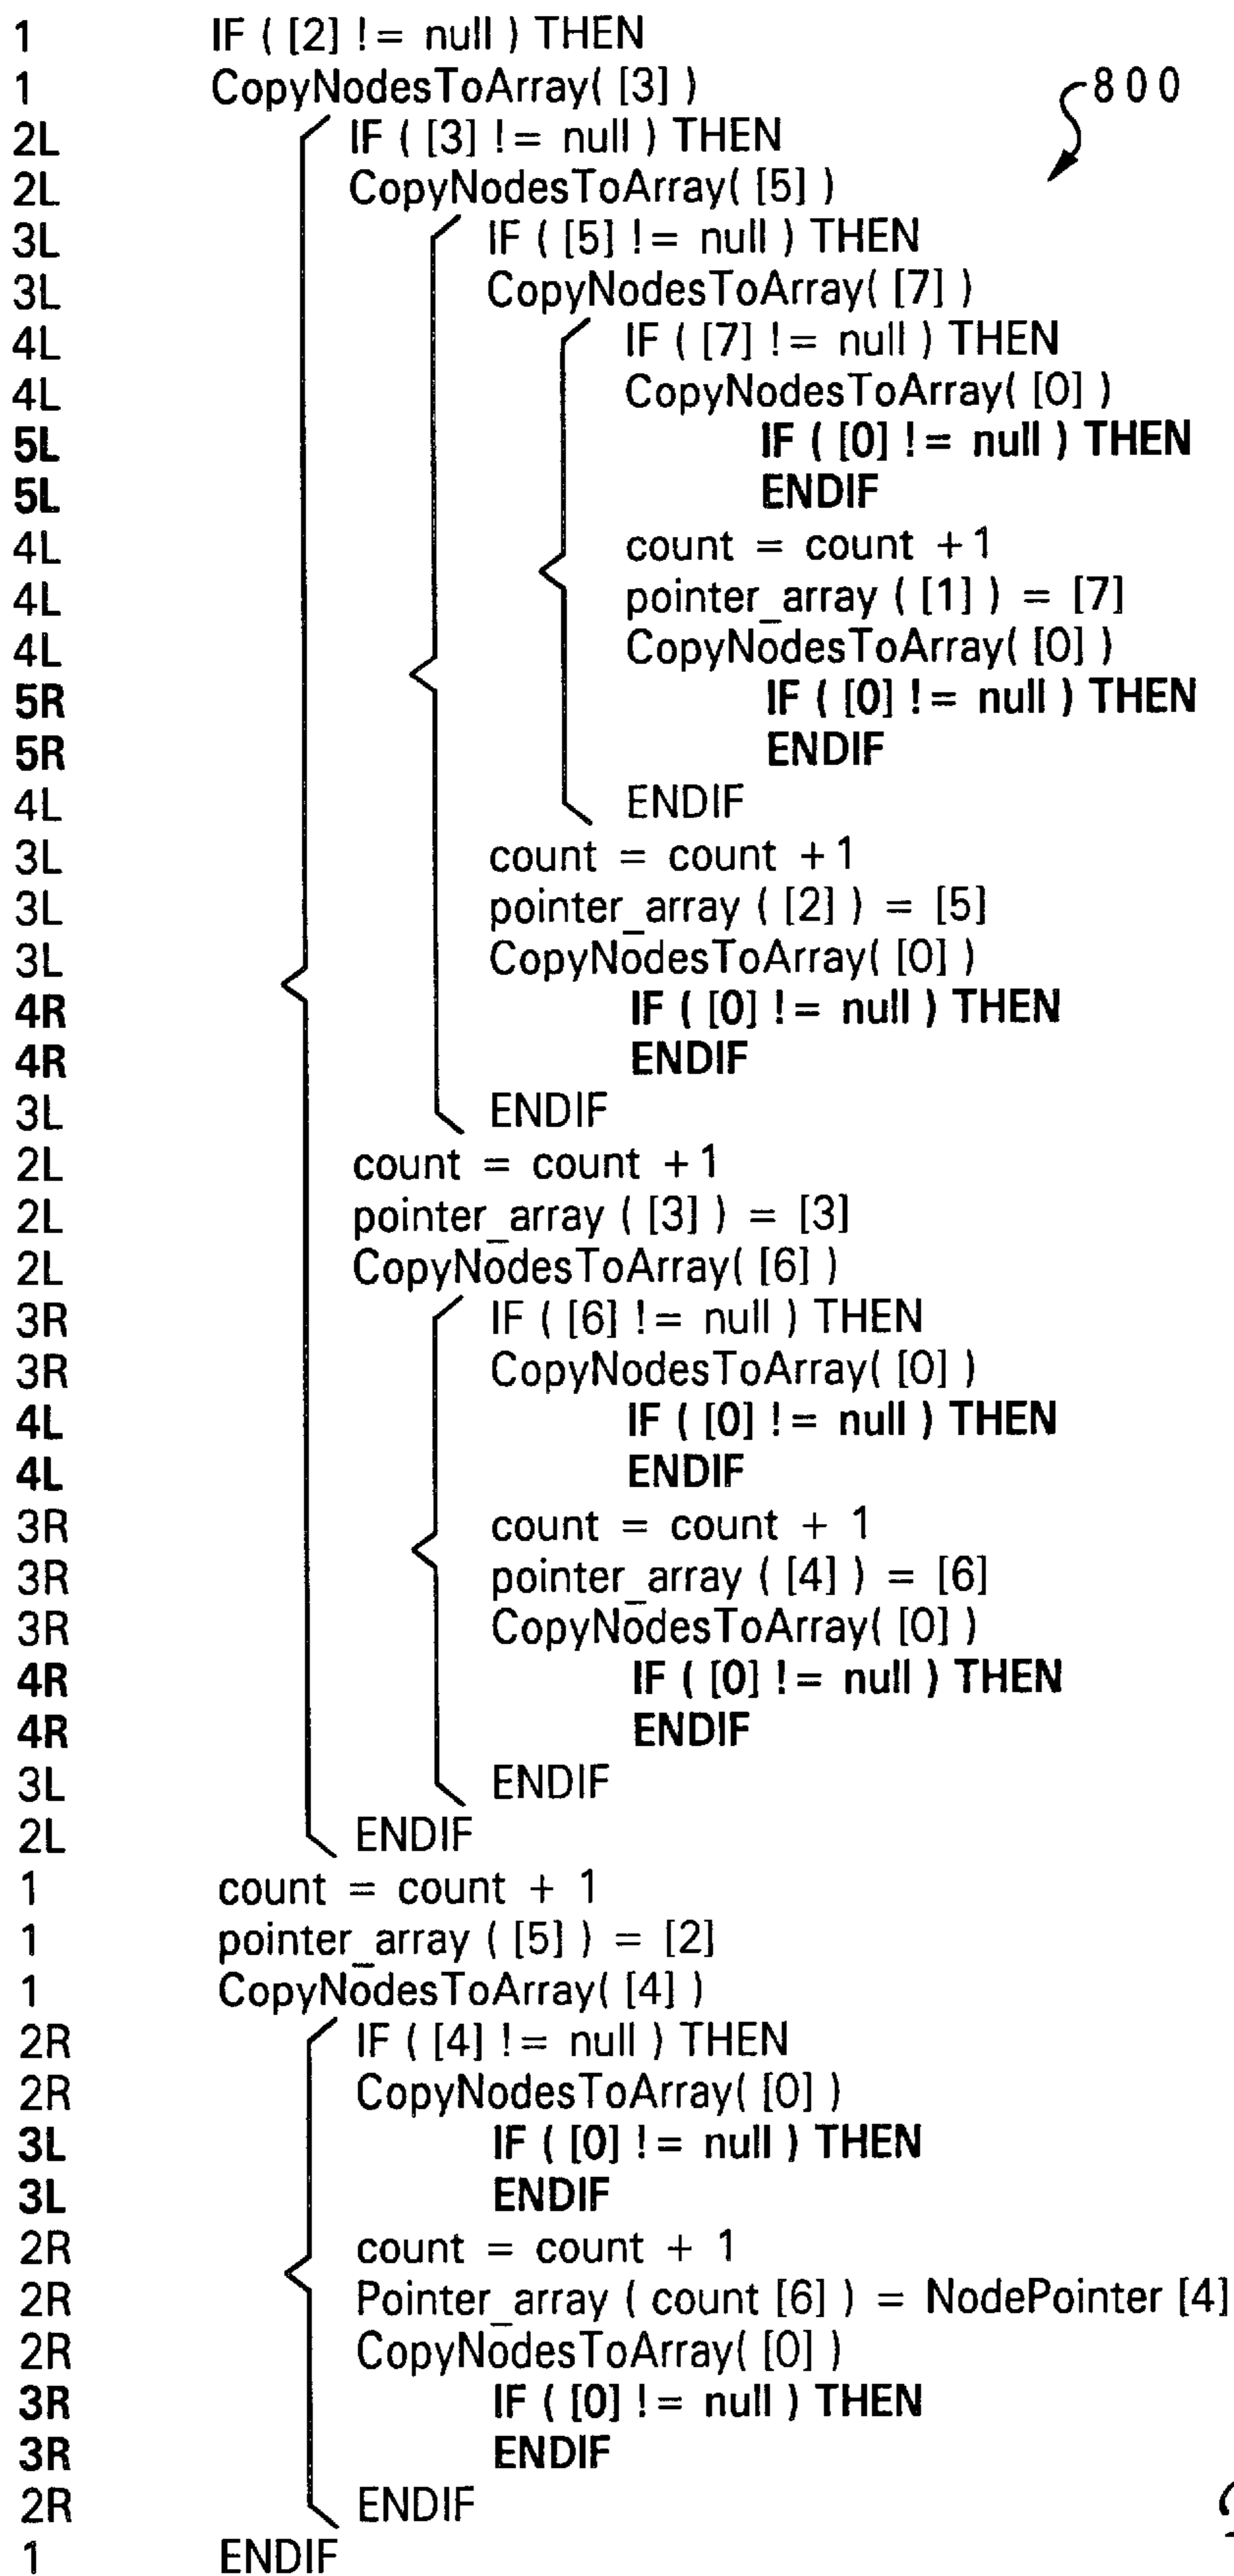 1 IF ( [2] != null ) THEN
1 CopyNodesToArray( [3] )
800
2L IF ( [3] != null ) THEN
2L CopyNodesToArray( [5] )
3L IF ( [5] != null ) THEN
3L CopyNodesToArray( [7] )
4L IF ( [7] != null ) THEN
4L CopyNodesToArray( [0] )
5L IF ( [0] != null ) THEN
5L ENDIF
4L count = count +1
4L pointer_array ( [1] ) = [7]
4L CopyNodesToArray( [0] )
5R IF ( [0] != null ) THEN
5R ENDIF
4L ENDIF
3L count = count +1
3L pointer_array ( [2] ) = [5]
3L CopyNodesToArray( [0] )
4R IF ( [0] != null ) THEN
4R ENDIF
3L ENDIF
2L count = count +1
2L pointer_array ( [3] ) = [3]
2L CopyNodesToArray( [6] )
3R IF ( [6] != null ) THEN
3R CopyNodesToArray( [0] )
4L IF ( [0] != null ) THEN
4L ENDIF
3R count = count + 1
3R pointer_array ( [4] ) = [6]
3R CopyNodesToArray( [0] )
4R IF ( [0] != null ) THEN
4R ENDIF
3L ENDIF
2L ENDIF
1 count = count + 1
1 pointer_array ( [5] ) = [2]
1 CopyNodesToArray( [4] )
2R IF ( [4] != null ) THEN
2R CopyNodesToArray( [0] )
3L IF ( [0] != null ) THEN
3L ENDIF
2R count = count + 1
2R Pointer_array ( count [6] ) = NodePointer [4]
2R CopyNodesToArray( [0] )
3R IF ( [0] != null ) THEN
3R ENDIF
2R ENDIF
1 ENDIF